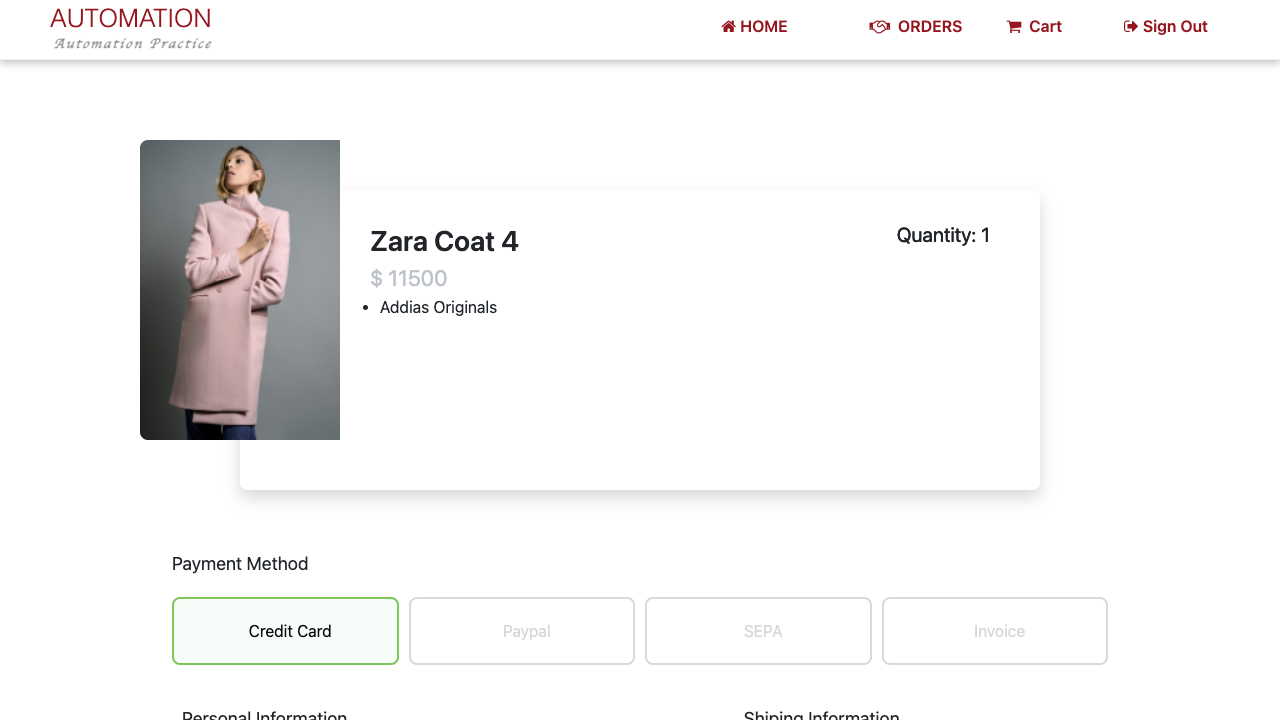 AUTOMATION
Automation Practice
HOME
ORDERS
Cart
Sign Out
Zara Coat 4
Quantity: 1
$ 11500
Addias Originals
Payment Method
Credit Card
Paypal
SEPA
Invoice
Personal Information
Shiping Information